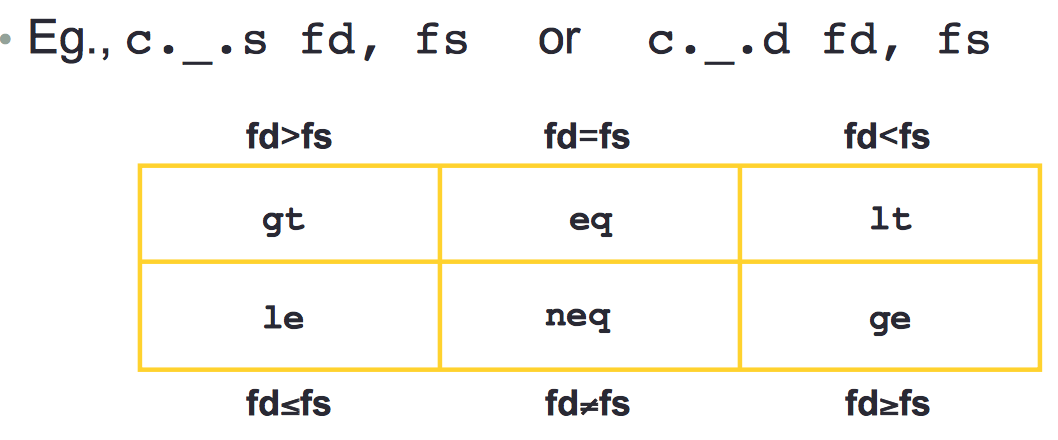 • Eg., c._.s fd, fs or c._.d fd, fs
fd>fs fd=fs fd<fs
gt eq lt
le neq ge
fd≤fs fd≠fs fd≥fs